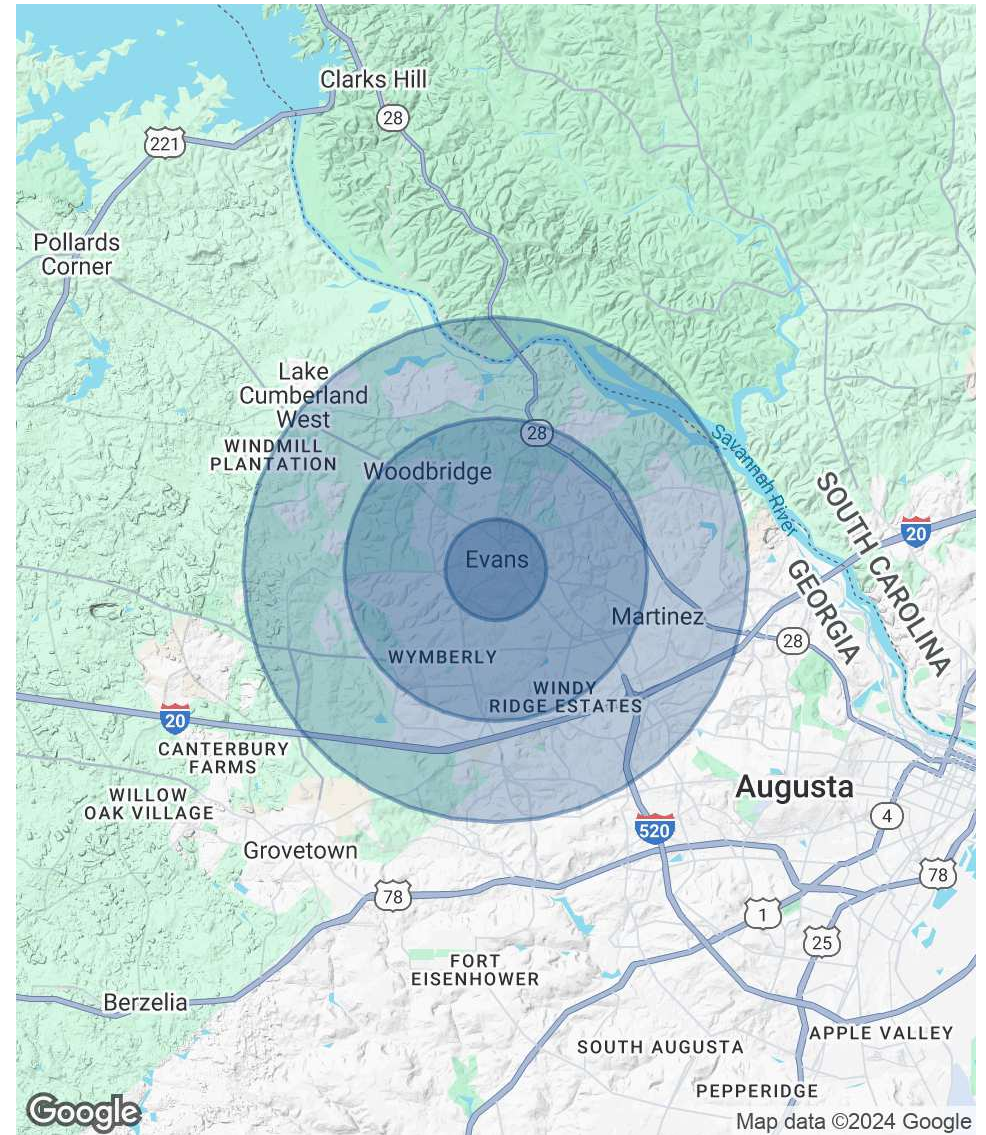 Clarks Hill
28
221
Pollards
Corner
Lake
Cumberland
West
WINDMILL
PLANTATION
28
Woodbridge
Savannah River
SOUTH CAROLINA
20
Evans
GEORGIA
Martinez
28
WYMBERLY
WINDY
RIDGE ESTATES
20
CANTERBURY
FARMS
Augusta
WILLOW
OAK VILLAGE
4
520
Grovetown
78
78
1
25
FORT
EISENHOWER
Berzelia
APPLE VALLEY
SOUTH AUGUSTA
PEPPERIDGE
Google
Map data ©2024 Google